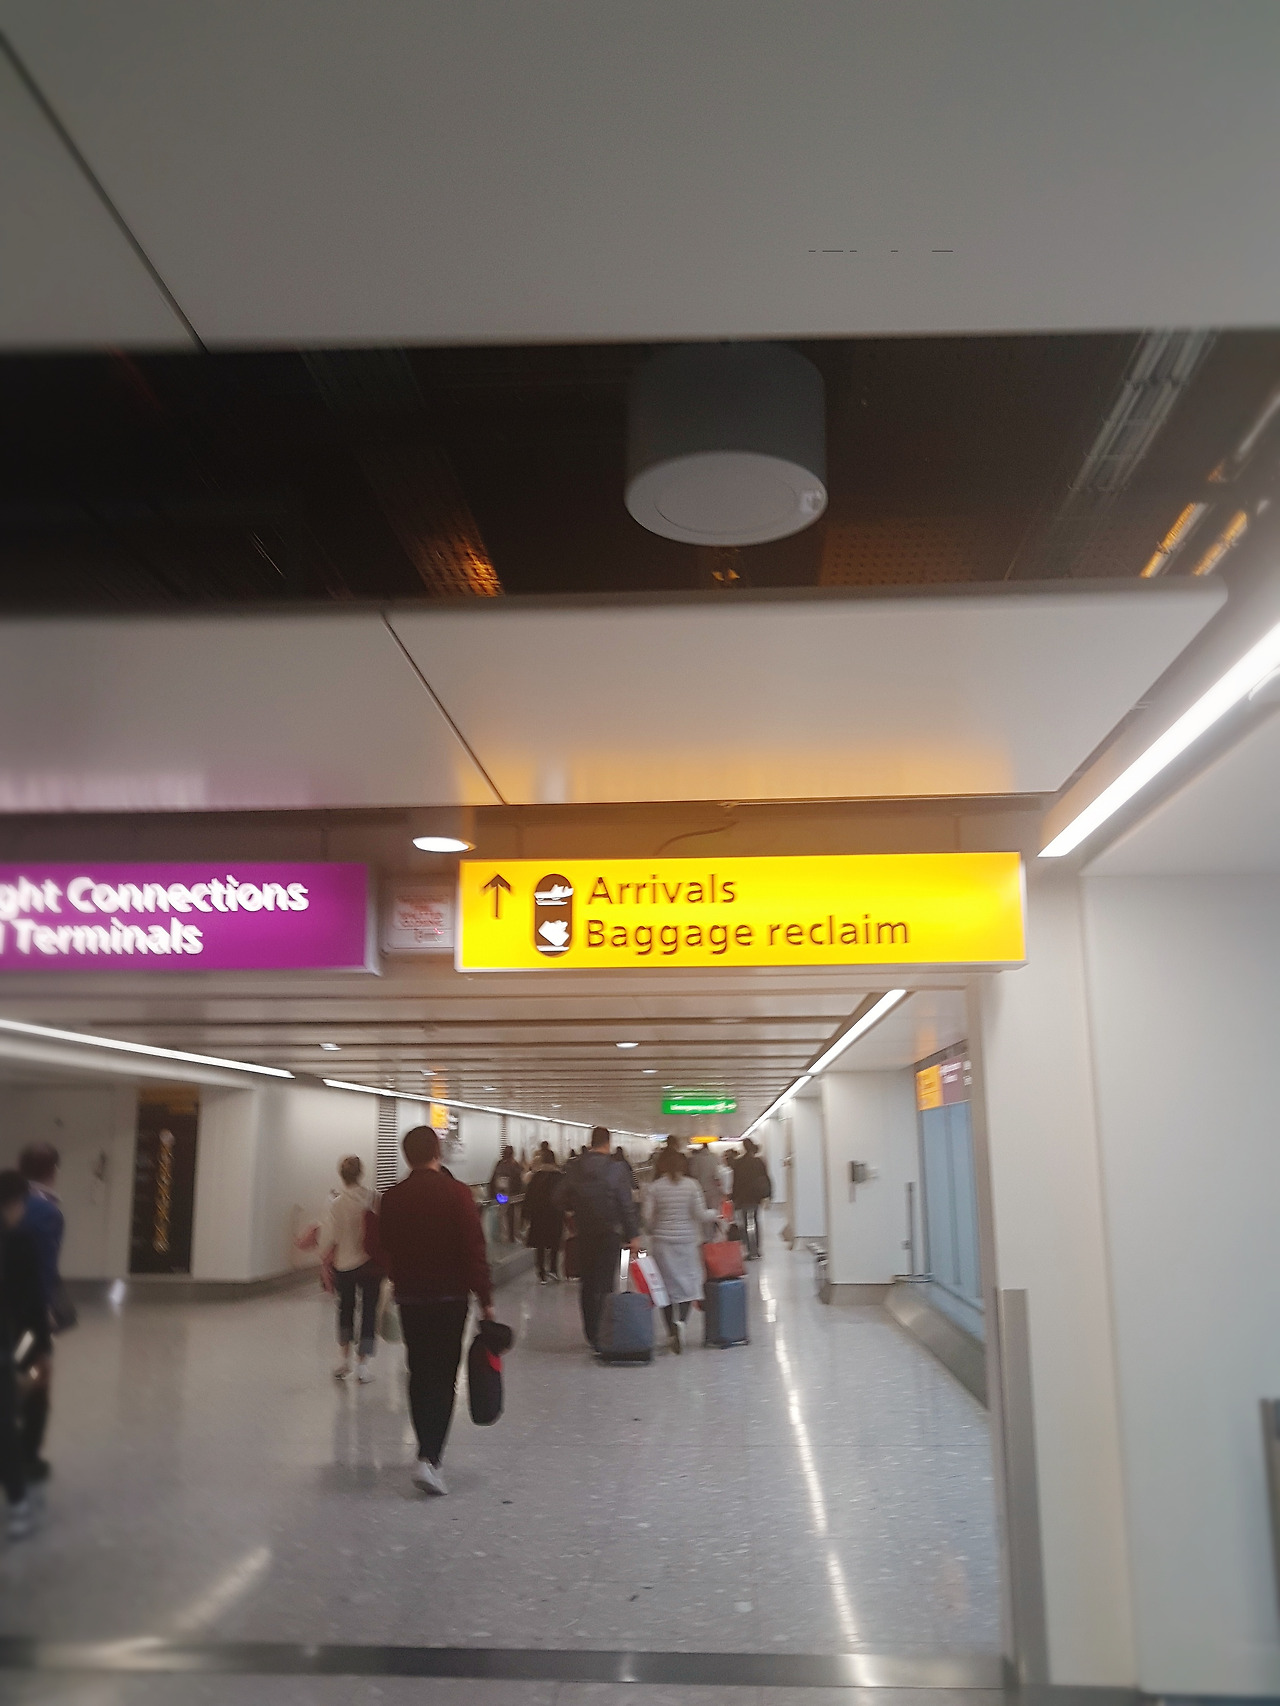 ght Connections
Terminals
Arrivals
Baggage reclaim